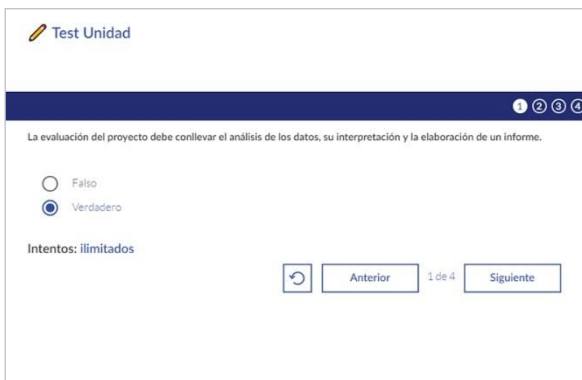 Test Unidad
1 2 3 4
La evaluación del proyecto debe conllevar el análisis de los datos, su interpretación y la elaboración de un informe.
Falso
Verdadero
Intentos: ilimitados
Anterior 1 de 4 Siguiente